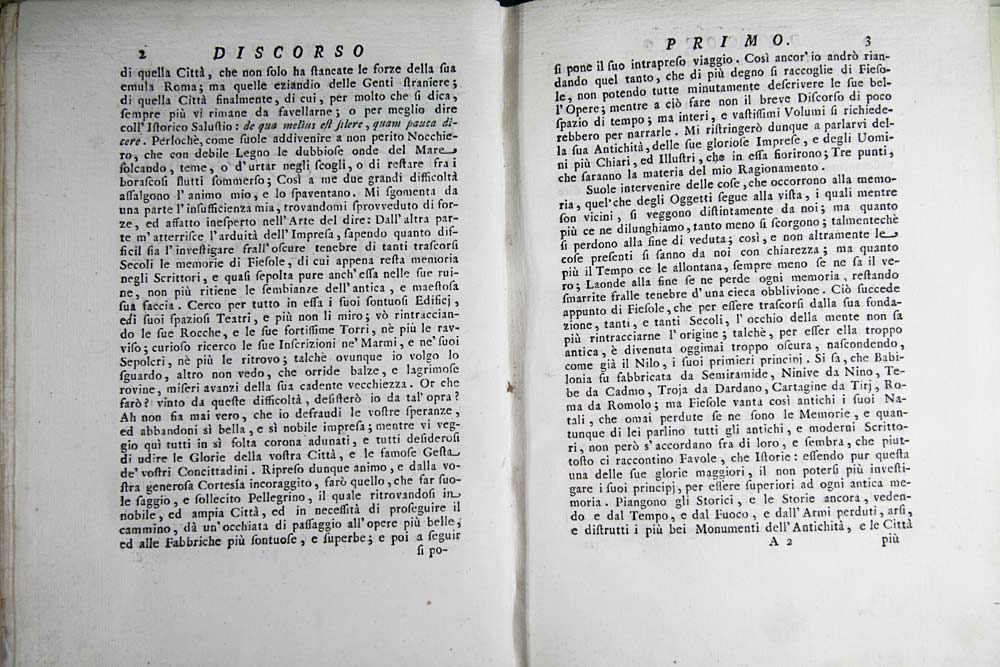 2 DISCORSO
di quella Città, che non solo ha stancate le forze della sua
emula Roma; ma quelle eziandio delle Genti straniere;
di quella Città finalmente, di cui, per molto che si dica,
sempre più vi rimane da favellarne; o per meglio dire
coll'Istorico Salustio: de qua melius est silere, quam pauca di-
cere. Perlochè, come suole addivenire a non perito Nocchie-
ro, che con debile Legno le dubbiose onde del Mare
solcando, teme, o d'urtar negli scogli, o di restare fra i
borascosi flutti sommerso; Così a me due grandi difficoltà
assalgono l'animo mio, e lo spaventano. Mi sgomenta da
una parte l'insufficienza mia, trovandomi sprovveduto di for-
ze, ed affatto inesperto nell'Arte del dire: Dall'altra par-
te m'atterrisce l'arduità dell'Impresa, sapendo quanto dif-
ficil sia l'investigare frall'oscure tenebre di tanti trascorsi
Secoli le memorie di Fiesole, di cui appena resta memoria
negli Scrittori, e quasi sepolta pure anch'essa nelle sue rui-
ne, non più ritiene le sembianze dell'antica, e maestosa
sua faccia. Cerco per tutto in essa i suoi sontuosi Edifici,
ed i suoi spaziosi Teatri, e più non li miro; vò rintraccian-
do le sue Rocche, e le sue fortissime Torri, nè più le rav-
viso; curioso ricerco le sue Inscrizioni ne' Marmi, e ne' suoi
Sepolcri, nè più le ritrovo; talchè ovunque io volgo lo
sguardo, altro non vedo, che orride balze, e lagrimose
rovine, miseri avanzi della sua cadente vecchiezza. Or che
farò? vinto da queste difficoltà, desisterò io da tal'opra?
Ah non fia mai vero, che io defraudi le vostre speranze,
ed abbandoni sì bella, e sì nobile impresa; mentre vi veg-
gio quì tutti in sì folta corona adunati, e tutti desiderosi
di udire le Glorie della vostra Città, e le famose Gesta
de' vostri Concittadini. Ripreso dunque animo, e dalla vo-
stra generosa Cortesía incoraggito, farò quello, che far suo-
le saggio, e sollecito Pellegrino, il quale ritrovandosi in
nobile, ed ampia Città, ed in necessità di proseguire il
cammino, dà un'occhiata di passaggio all'opere più belle,
ed alle Fabbriche più sontuose, e superbe; e poi a seguir
si po-
PRIMO. 3
si pone il suo intrapreso viaggio. Così ancor'io andrò rian-
dando quel tanto, che di più degno si raccoglie di Fieso-
le, non potendo tutte minutamente descrivere le sue bel-
l'Opere; mentre a ciò fare non il breve Discorso di poco
spazio di tempo; ma interi, e vastissimi Volumi si richiede-
rebbero per narrarle. Mi ristringerò dunque a parlarvi del-
la sua Antichità, delle sue gloriose Imprese, e degli Uomi-
ni più Chiari, ed Illustri, che in essa fiorirono; Tre punti,
che faranno la materia del mio Ragionamento.
Suole intervenire delle cose, che occorrono alla memo-
ria, quel'che degli Oggetti segue alla vista, i quali mentre
son vicini, si veggono distintamente da noi; ma quanto
più ce ne dilunghiamo, tanto meno si scorgono; talmentechè
si perdono alla fine di veduta; così, e non altramente le
cose presenti si sanno da noi con chiarezza; ma quanto
più il Tempo ce le allontana, sempre meno se ne sa il ve-
ro; Laonde alla fine se ne perde ogni memoria, restando
smarrite fralle tenebre d'una cieca obblivione. Ciò succede
appunto di Fiesole, che per essere trascorsi dalla sua fonda-
zione, tanti, e tanti Secoli, l'occhio della mente non sa
più rintracciarne l'origine; talchè, per esser ella troppo
antica, è divenuta oggimai troppo oscura, nascondendo,
come già il Nilo, i suoi primieri principj. Si sa, che Babi-
lonia fu fabbricata da Semiramide, Ninive da Nino, Te-
be da Cadmo, Troja da Dardano, Cartagine da Tirj, Ro-
ma da Romolo; ma Fiesole vanta così antichi i suoi Na-
tali, che omai perdute se ne sono le Memorie, e quan-
tunque di lei parlino tutti gli antichi, e moderni Scritto-
ri, non però s'accordano fra di loro, e sembra, che piut-
tosto ci raccontino Favole, che Istorie: essendo pur questa
una delle sue glorie maggiori, il non potersi più investi-
gare i suoi principj, per essere superiori ad ogni antica me-
moria. Piangono gli Storici, e le Storie ancora, veden-
do e dal Tempo, e dal Fuoco, e dall'Armi perduti, arsi,
e distrutti i più bei Monumenti dell'Antichità, e le Città
A 2 più